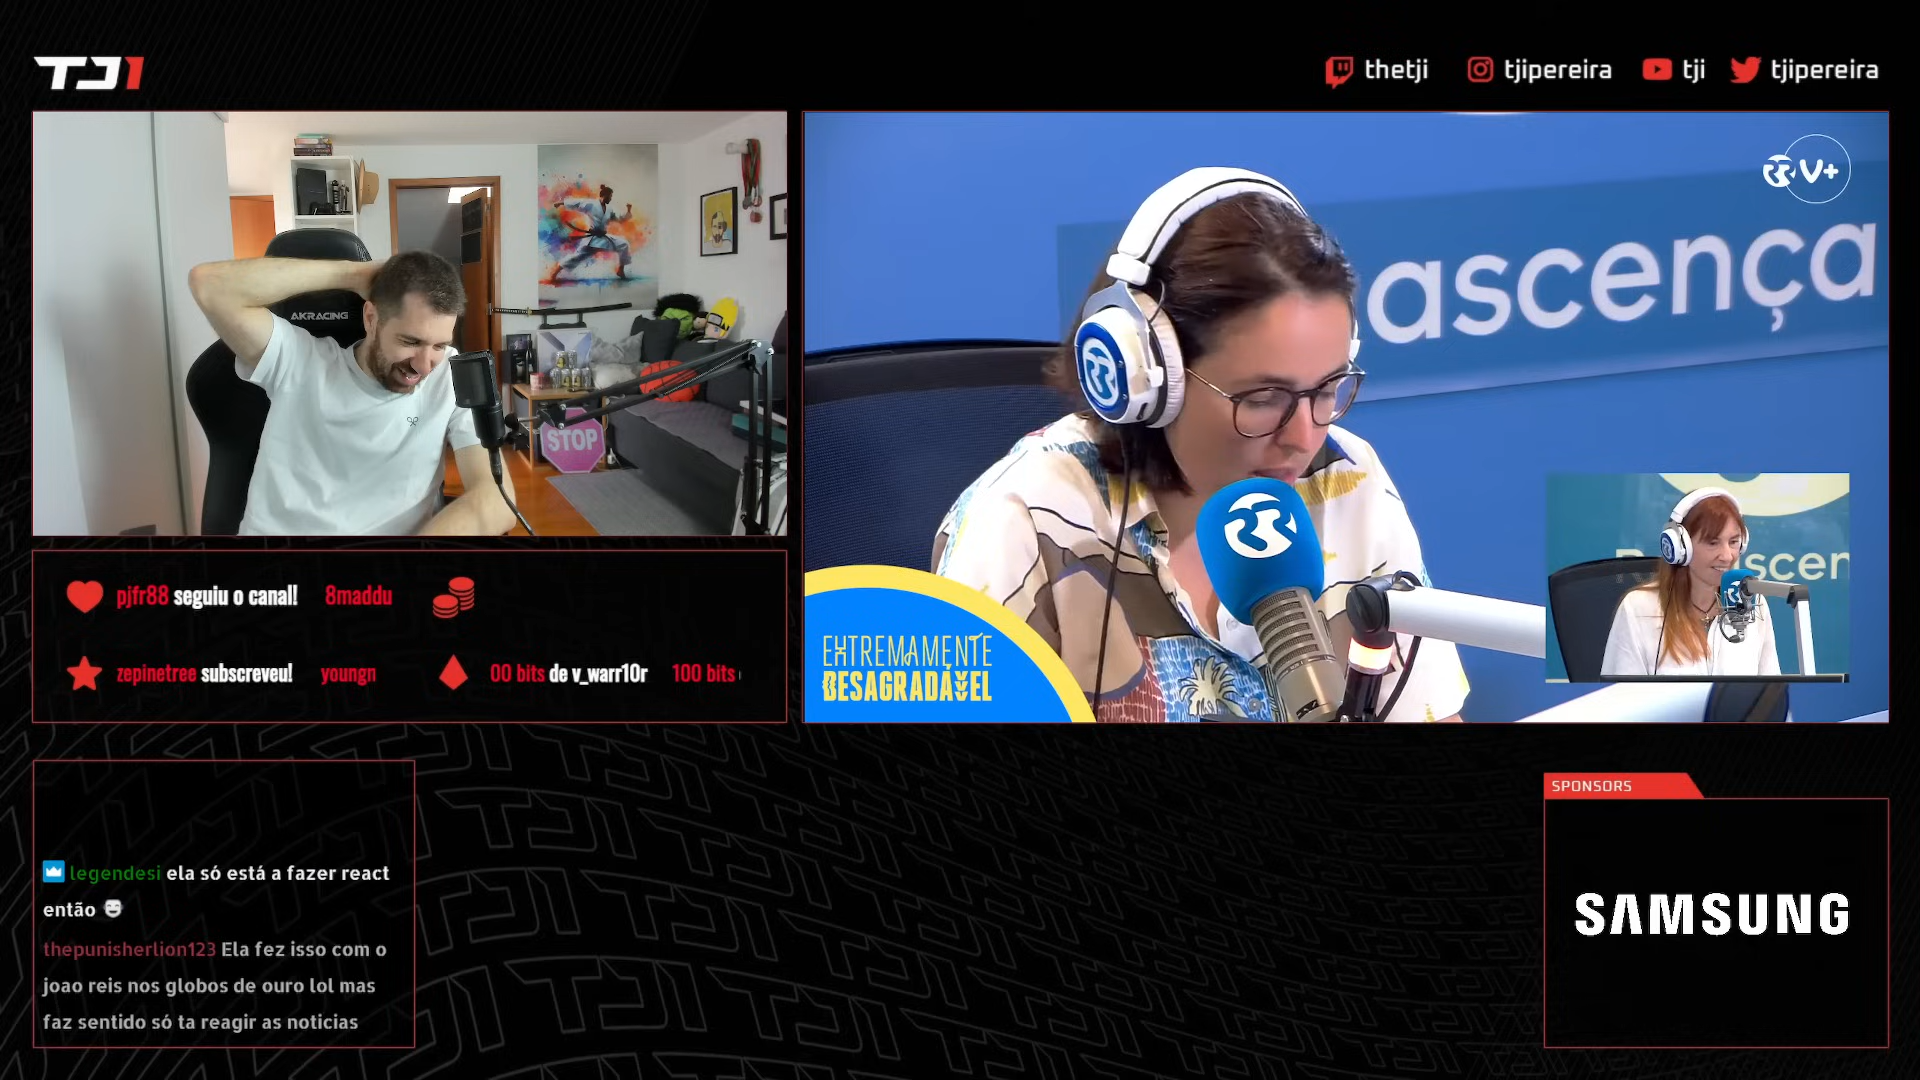 TJ1
thetji
tjipereira
tji
tjipereira
AKRACING
STOP
V+
ascença
ascen
EXTREMAMENTE
DESAGRADÁVEL
pjfr88 seguiu o canal! 8maddu
zepinetree subscreveu! youngn
00 bits de v_warr10r 100 bits
legendesi ela só está a fazer react
então
thepunisherlion123 Ela fez isso com o
joao reis nos globos de ouro lol mas
faz sentido só ta reagir as noticias
SPONSORS
SAMSUNG